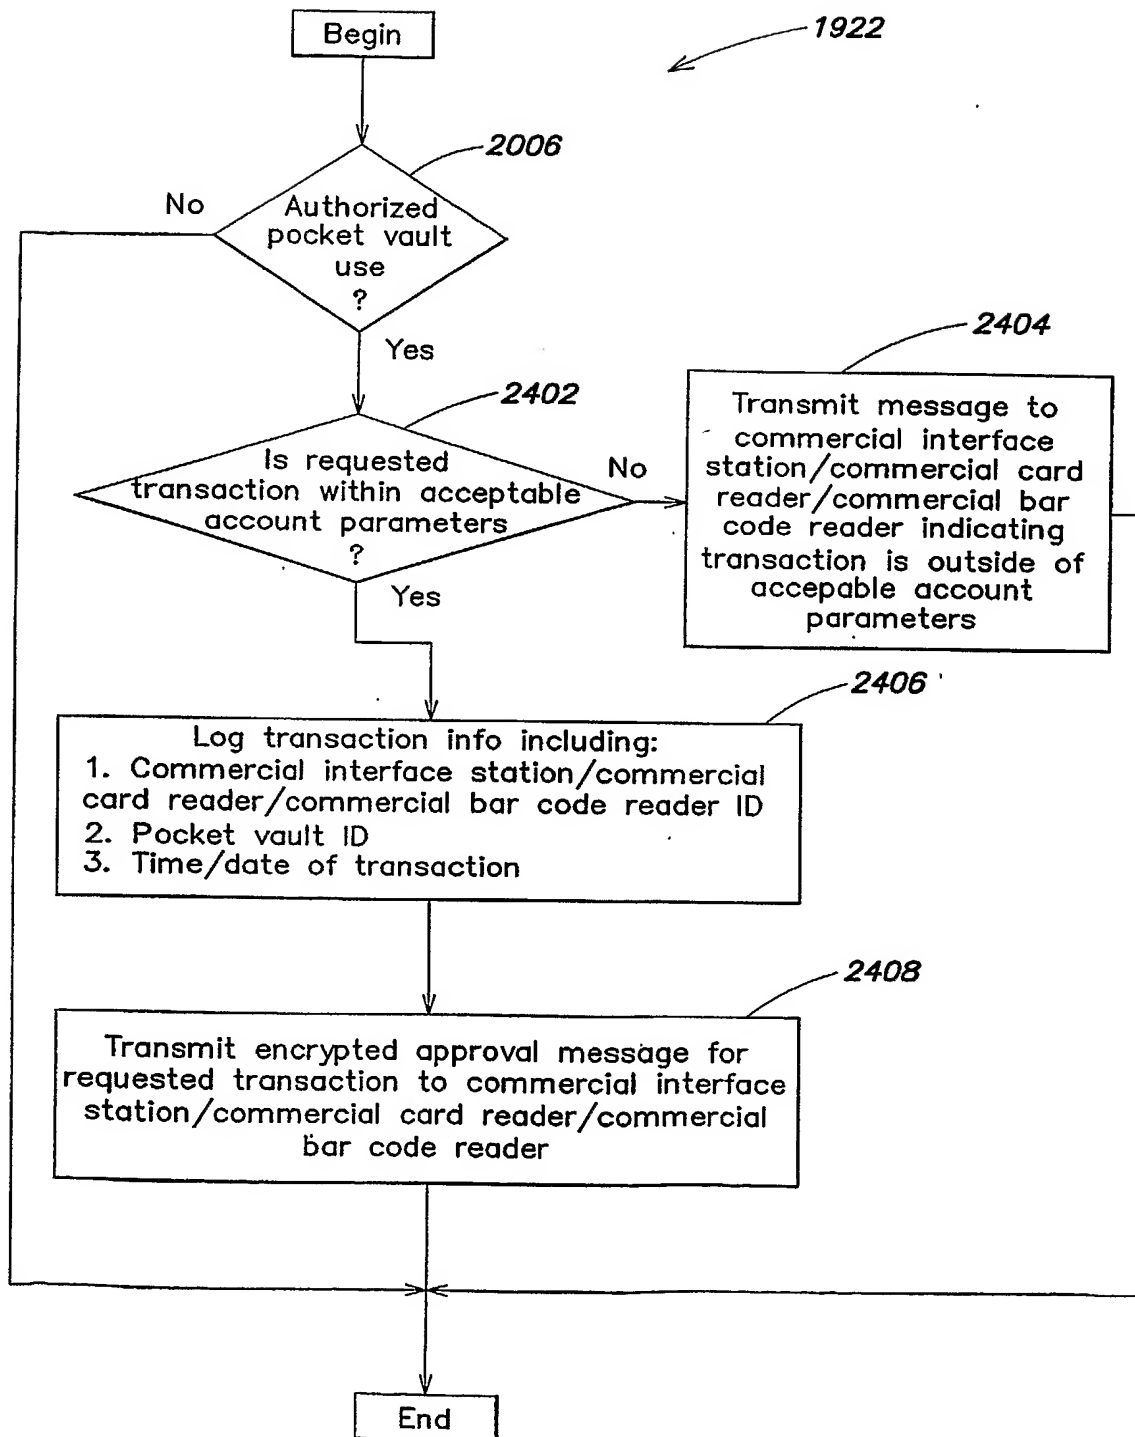 Begin
1922
2006
No
Authorized
pocket vault
use
?
Yes
2404
2402
Transmit message to
commercial interface
station/commercial card
reader/commercial bar
code reader indicating
transaction is outside of
accepable account
parameters
Is requested
transaction within acceptable
account parameters
?
No
Yes
2406
Log transaction info including:
1. Commercial interface station/commercial
card reader/commercial bar code reader ID
2. Pocket vault ID
3. Time/date of transaction
2408
Transmit encrypted approval message for
requested transaction to commercial interface
station/commercial card reader/commercial
bar code reader
End